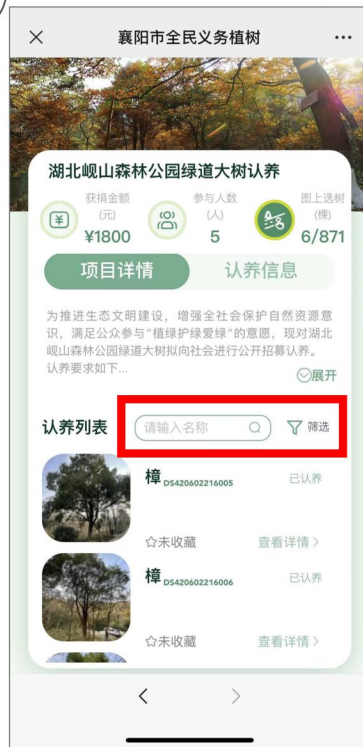 襄阳市全民义务植树
湖北岘山森林公园绿道大树认养
获捐金额
(元)
¥1800
参与人数
(人)
5
图上选树
(棵)
6/871
项目详情
认养信息
为推进生态文明建设，增强全社会保护自然资源意
识，满足公众参与“植绿护绿爱绿”的意愿，现对湖北
岘山森林公园绿道大树拟向社会进行公开招募认养。
认养要求如下...
展开
认养列表
请输入名称
筛选
樟 DS420602216005
已认养
☆未收藏
查看详情>
樟 DS420602216006
已认养
☆未收藏
查看详情>